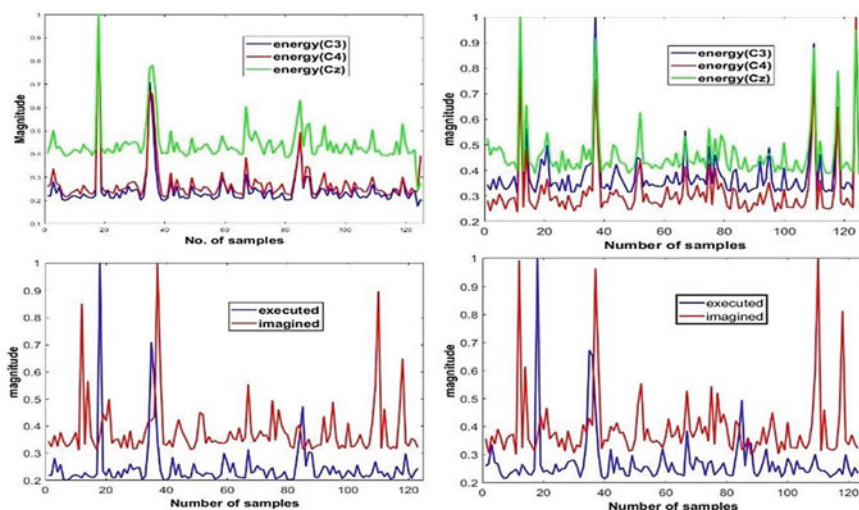 1
0.9
0.8
0.7
0.6
0.5
0.4
0.3
0.2
0.1
Magnitude
energy(C3)
energy(C4)
energy(Cz)
0 20 40 60 80 100 120
No. of samples
1
0.9
0.8
0.7
0.6
0.5
0.4
0.3
0.2
magnitude
energy(C3)
energy(C4)
energy(Cz)
0 20 40 60 80 100 120
Number of samples
1
0.9
0.8
0.7
0.6
0.5
0.4
0.3
0.2
magnitude
executed
imagined
0 20 40 60 80 100 120
Number of samples
1
0.9
0.8
0.7
0.6
0.5
0.4
0.3
0.2
magnitude
executed
imagined
0 20 40 60 80 100 120
Number of samples